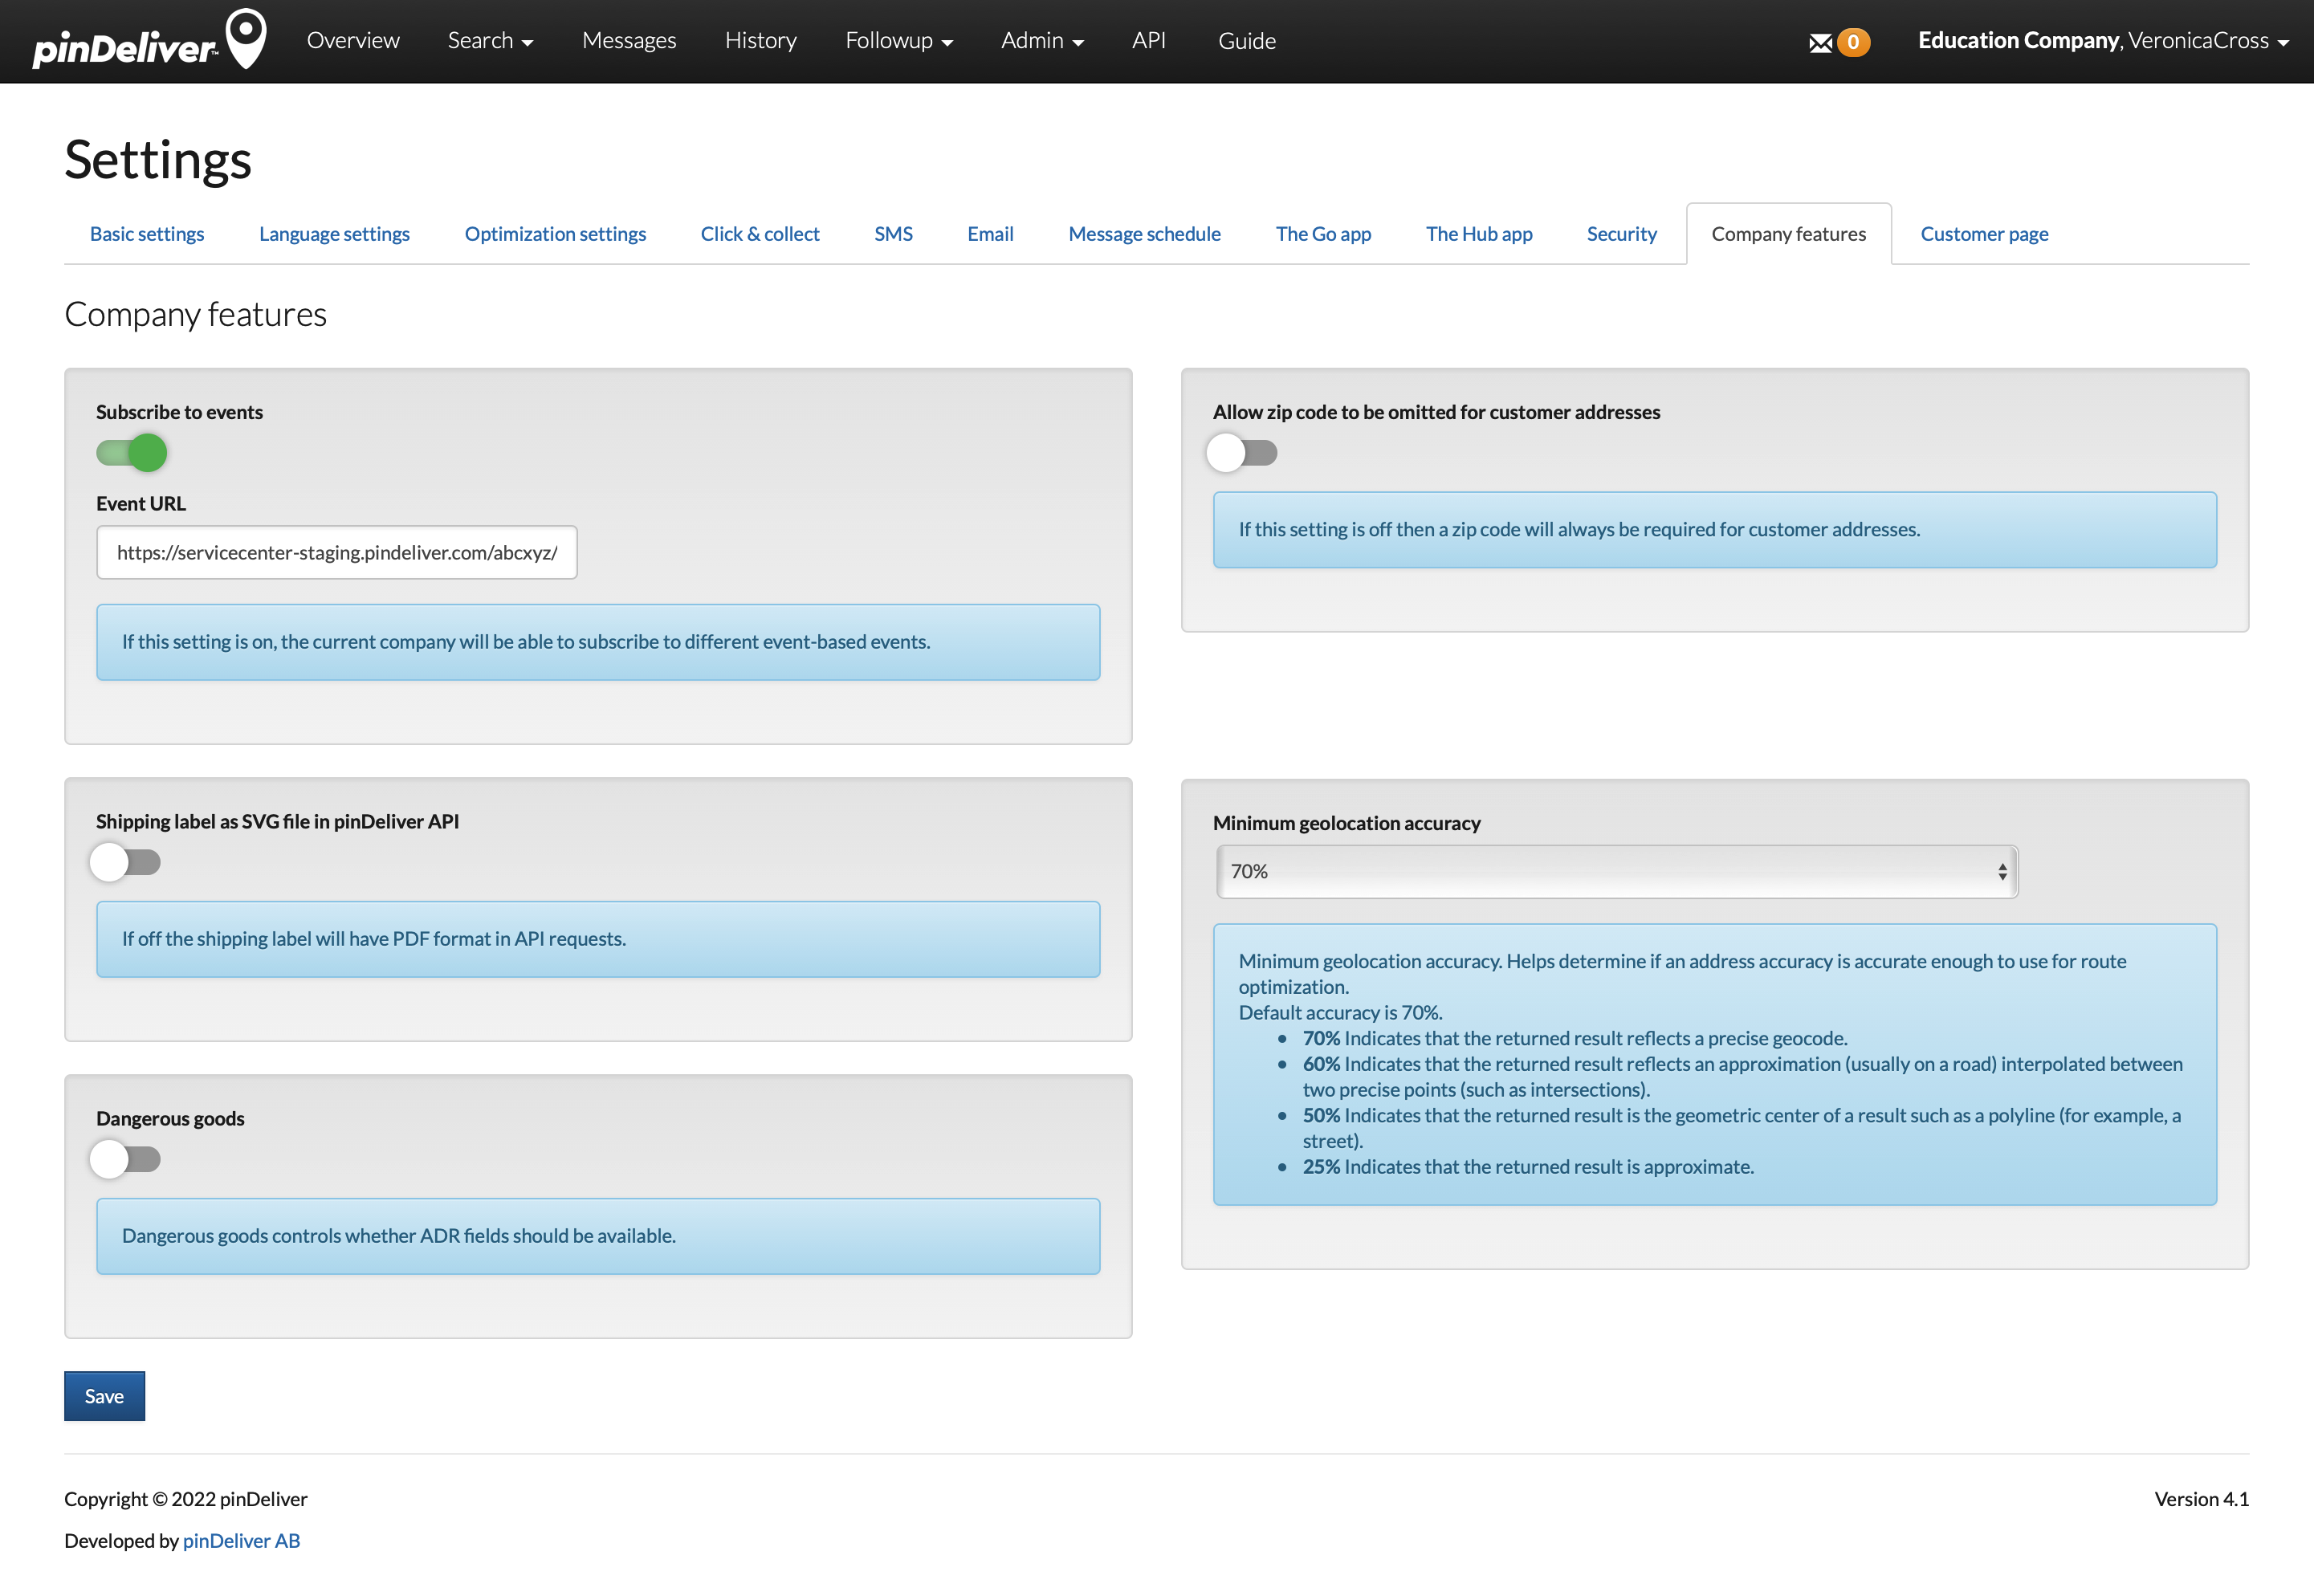 pinDeliver™
Overview Search Messages History Followup Admin API Guide 0 Education Company, VeronicaCross
Settings
Basic settings Language settings Optimization settings Click & collect SMS Email Message schedule The Go app The Hub app Security Company features Customer page
Company features
Subscribe to events
Event URL
https://servicecenter-staging.pindeliver.com/abcxyz/
If this setting is on, the current company will be able to subscribe to different event-based events.
Allow zip code to be omitted for customer addresses
If this setting is off then a zip code will always be required for customer addresses.
Shipping label as SVG file in pinDeliver API
If off the shipping label will have PDF format in API requests.
Dangerous goods
Dangerous goods controls whether ADR fields should be available.
Minimum geolocation accuracy
70%
Minimum geolocation accuracy. Helps determine if an address accuracy is accurate enough to use for route
optimization.
Default accuracy is 70%.
• 70% Indicates that the returned result reflects a precise geocode.
• 60% Indicates that the returned result reflects an approximation (usually on a road) interpolated between
two precise points (such as intersections).
• 50% Indicates that the returned result is the geometric center of a result such as a polyline (for example, a
street).
• 25% Indicates that the returned result is approximate.
Save
Copyright © 2022 pinDeliver
Version 4.1
Developed by pinDeliver AB